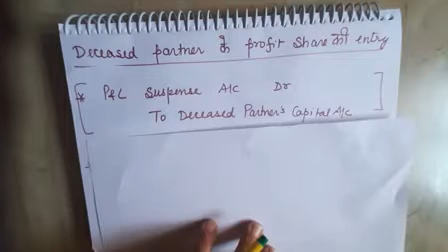 Deceased partner के profit share की entry
* P&L Suspense A/c Dr
To Deceased Partner's Capital A/c